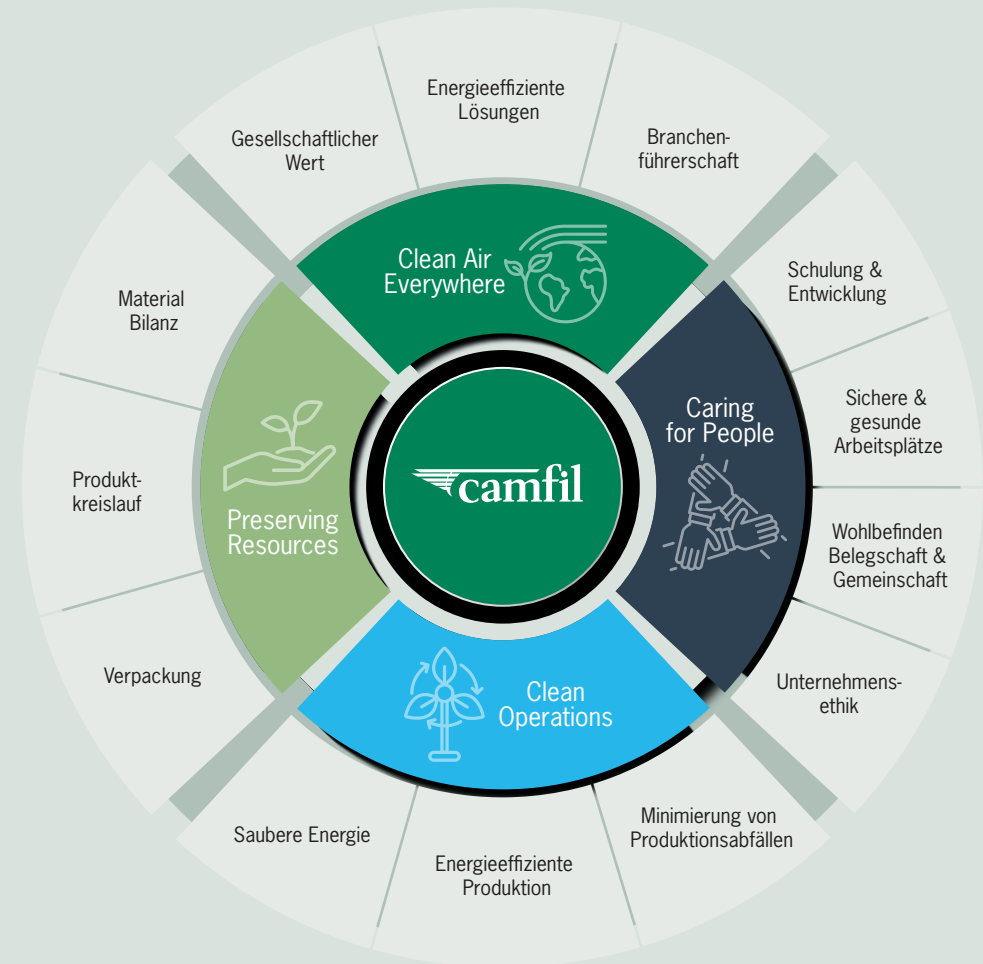 Energieeffiziente
Lösungen
Gesellschaftlicher
Wert
Branchen-
führerschaft
Clean Air
Everywhere
Schulung &
Entwicklung
Material
Bilanz
Sichere &
gesunde
Arbeitsplätze
Caring
for People
camfil
Produkt-
kreislauf
Preserving
Resources
Wohlbefinden
Belegschaft &
Gemeinschaft
Verpackung
Unternehmens-
ethik
Clean
Operations
Saubere Energie
Minimierung von
Produktionsabfällen
Energieeffiziente
Produktion